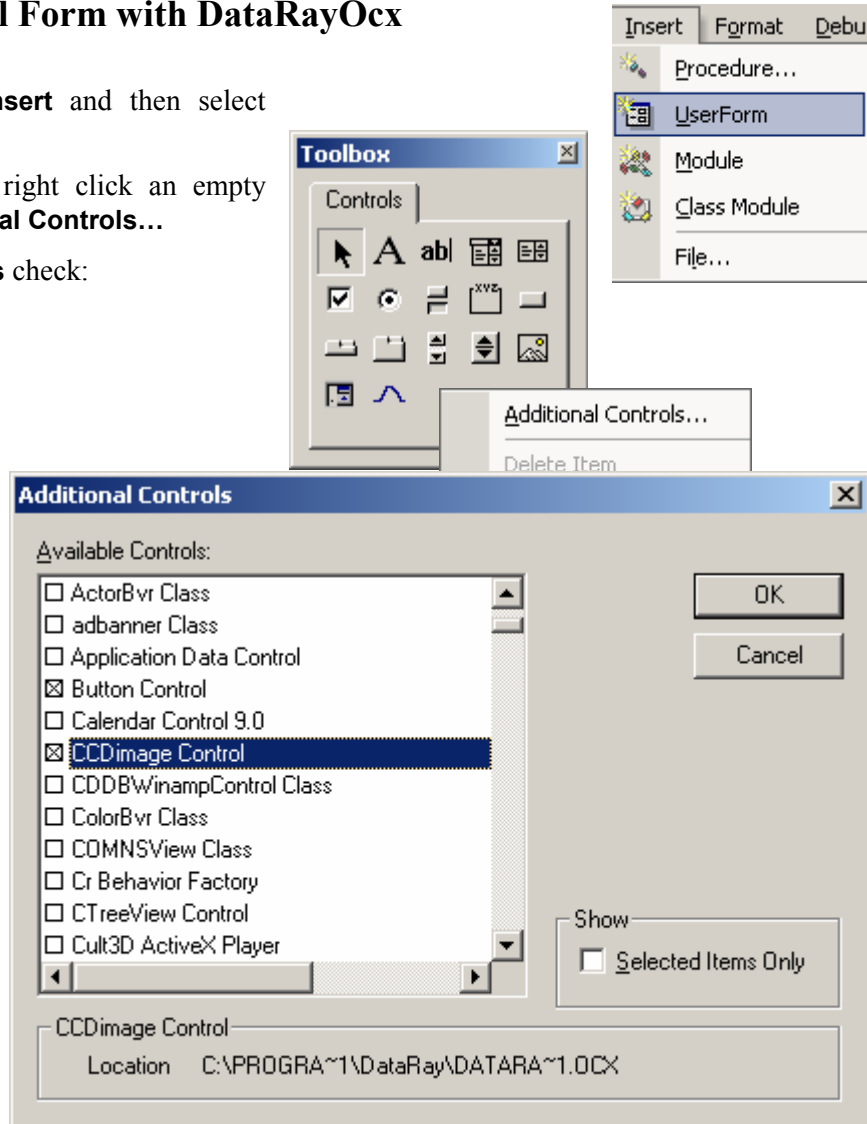 l Form with DataRayOcx
nsert and then select
right click an empty
al Controls…
s check:
Insert Format Debu
Procedure...
UserForm
Module
Class Module
File...
Toolbox
Controls
A ab|
xyz
Additional Controls...
Delete Item
Additional Controls
Available Controls:
ActorBvr Class
adbanner Class
Application Data Control
Button Control
Calendar Control 9.0
CCDimage Control
CDDBWinampControl Class
ColorBvr Class
COMNSView Class
Cr Behavior Factory
CTreeView Control
Cult3D ActiveX Player
OK
Cancel
Show
Selected Items Only
CCDimage Control
Location C:\PROGRA~1\DataRay\DATARA~1.OCX